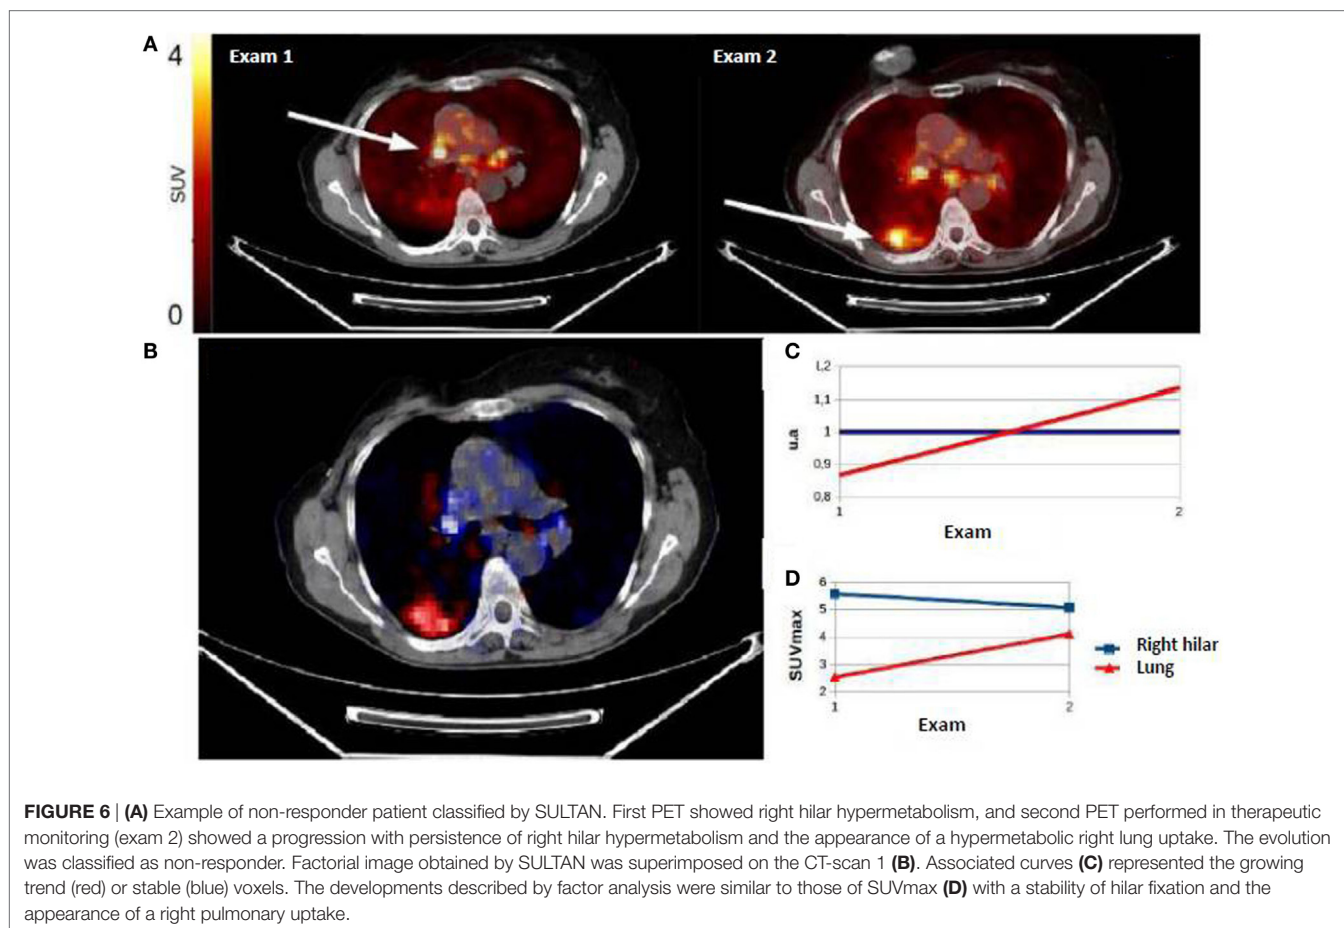 A
4
Exam 1
Exam 2
SUV
0
B
C
1,2
1,1
1
0,9
0,8
u.a
1
2
Exam
D
6
5
4
3
2
SUVmax
1
2
Exam
Right hilar
Lung
FIGURE 6 | (A) Example of non-responder patient classified by SULTAN. First PET showed right hilar hypermetabolism, and second PET performed in therapeutic
monitoring (exam 2) showed a progression with persistence of right hilar hypermetabolism and the appearance of a hypermetabolic right lung uptake. The evolution
was classified as non-responder. Factorial image obtained by SULTAN was superimposed on the CT-scan 1 (B). Associated curves (C) represented the growing
trend (red) or stable (blue) voxels. The developments described by factor analysis were similar to those of SUVmax (D) with a stability of hilar fixation and the
appearance of a right pulmonary uptake.